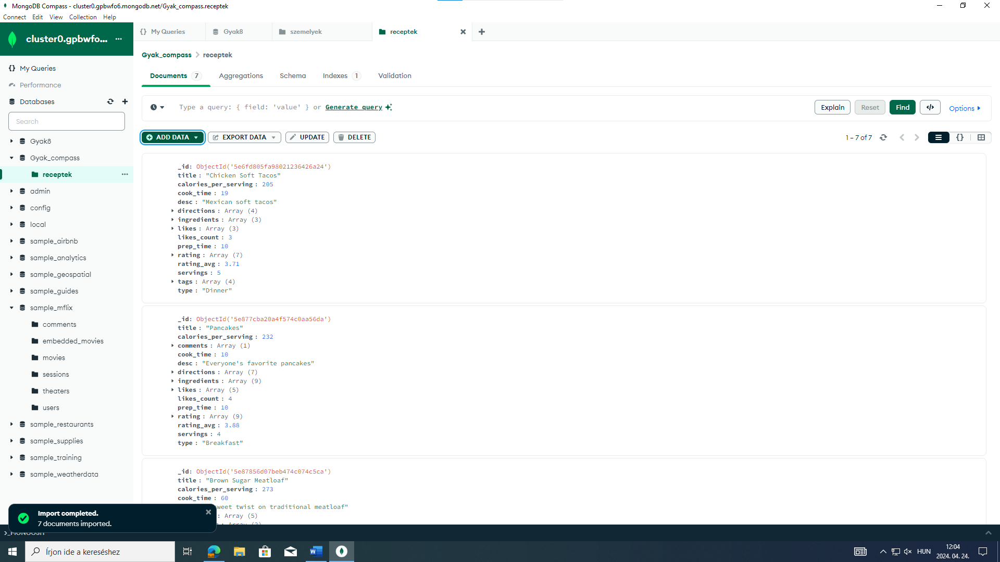 MongoDB Compass - cluster0.gpbwfo6.mongodb.net/Gyak_compass.receptek
Connect Edit View Collection Help
cluster0.gpbwfo... ...
My Queries
Performance
Databases
Search
Gyak8
Gyak_compass
receptek
admin
config
local
sample_airbnb
sample_analytics
sample_geospatial
sample_guides
sample_mflix
comments
embedded_movies
movies
sessions
theaters
users
sample_restaurants
sample_supplies
sample_training
sample_weatherdata
{} My Queries Gyak8 szemelyek receptek
Gyak_compass > receptek
Documents 7 Aggregations Schema Indexes 1 Validation
Type a query: { field: 'value' } or Generate query
Explain Reset Find </> Options
ADD DATA EXPORT DATA UPDATE DELETE
1 – 7 of 7 {}
_id: ObjectId('5e6fd805fa98021236426a24')
title : "Chicken Soft Tacos"
calories_per_serving : 205
cook_time : 19
desc : "Mexican soft tacos"
directions : Array (4)
ingredients : Array (3)
likes : Array (3)
likes_count : 3
prep_time : 10
rating : Array (7)
rating_avg : 3.71
servings : 5
tags : Array (4)
type : "Dinner"
_id: ObjectId('5e877cba20a4f574c0aa56da')
title : "Pancakes"
calories_per_serving : 232
comments : Array (1)
cook_time : 10
desc : "Everyone's favorite pancakes"
directions : Array (7)
ingredients : Array (9)
likes : Array (5)
likes_count : 4
prep_time : 10
rating : Array (9)
rating_avg : 3.88
servings : 4
type : "Breakfast"
_id: ObjectId('5e87856d07beb474c074c5ca')
title : "Brown Sugar Meatloaf"
calories_per_serving : 273
cook_time : 60
sweet twist on traditional meatloaf"
: Array (5)
Import completed.
7 documents imported.
>_MONGOSH
Írjon ide a kereséshez
HUN
12:04
2024. 04. 24.